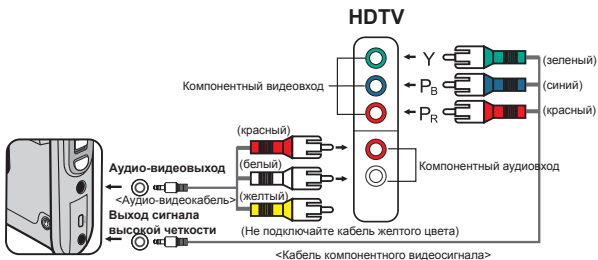 HDTV
Y
(зеленый)
Компонентный видеовход
PB
(синий)
PR
(красный)
(красный)
Аудио-видеовыход
(белый)
Компонентный аудиовход
<Аудио-видеокабель>
(желтый)
Выход сигнала
высокой четкости
(Не подключайте кабель желтого цвета)
<Кабель компонентного видеосигнала>